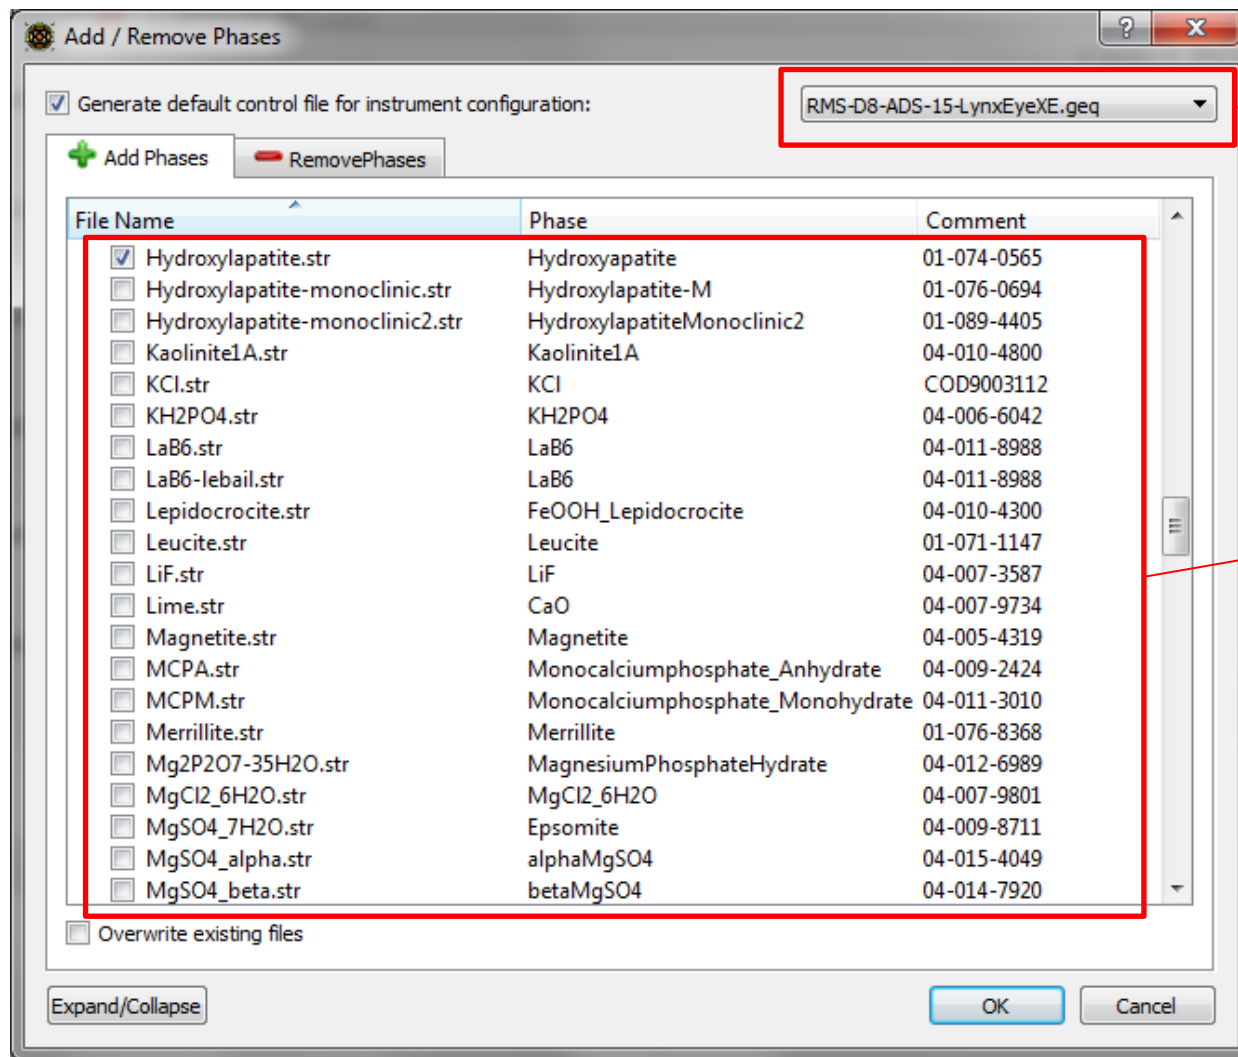 Add / Remove Phases
Generate default control file for instrument configuration: RMS-D8-ADS-15-LynxEyeXE.geq
Add Phases RemovePhases
File Name Phase Comment
Hydroxylapatite.str Hydroxyapatite 01-074-0565
Hydroxylapatite-monoclinic.str Hydroxylapatite-M 01-076-0694
Hydroxylapatite-monoclinic2.str HydroxylapatiteMonoclinic2 01-089-4405
Kaolinite1A.str Kaolinite1A 04-010-4800
KCl.str KCl COD9003112
KH2PO4.str KH2PO4 04-006-6042
LaB6.str LaB6 04-011-8988
LaB6-lebail.str LaB6 04-011-8988
Lepidocrocite.str FeOOH_Lepidocrocite 04-010-4300
Leucite.str Leucite 01-071-1147
LiF.str LiF 04-007-3587
Lime.str CaO 04-007-9734
Magnetite.str Magnetite 04-005-4319
MCPA.str Monocalciumphosphate_Anhydrate 04-009-2424
MCPM.str Monocalciumphosphate_Monohydrate 04-011-3010
Merrillite.str Merrillite 01-076-8368
Mg2P2O7-35H2O.str MagnesiumPhosphateHydrate 04-012-6989
MgCl2_6H2O.str MgCl2_6H2O 04-007-9801
MgSO4_7H2O.str Epsomite 04-009-8711
MgSO4_alpha.str alphaMgSO4 04-015-4049
MgSO4_beta.str betaMgSO4 04-014-7920
Overwrite existing files
Expand/Collapse OK Cancel